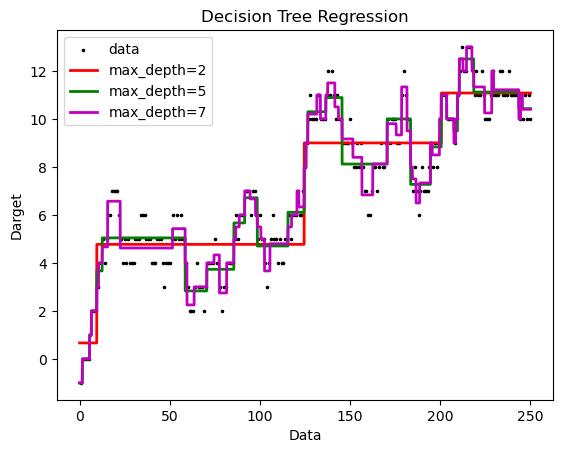 Decision Tree Regression
data
max_depth=2
max_depth=5
max_depth=7
Darget
12
10
8
6
4
2
0
0 50 100 150 200 250
Data